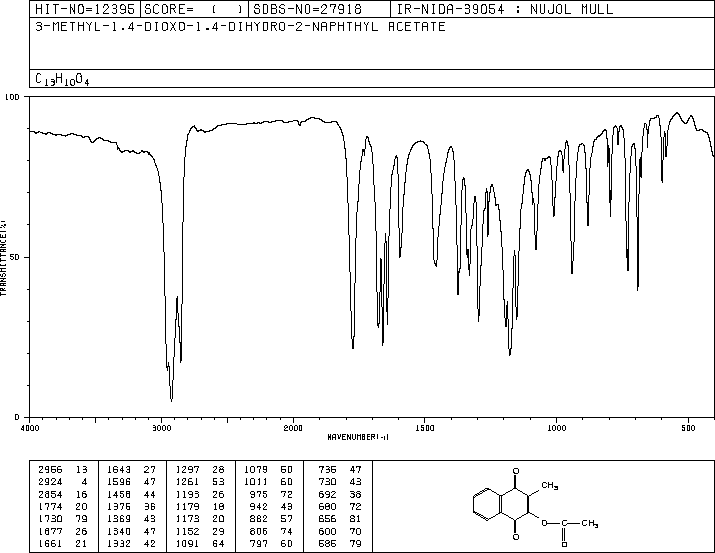 HIT-NO=12395 SCORE= ( ) SDBS-NO=27918 IR-NIDA-39054 : NUJOL MULL
3-METHYL-1.4-DIOXO-1.4-DIHYDRO-2-NAPHTHYL ACETATE
C13H10O4
100
50
0
TRANSMITTANCE(%)
4000 3000 2000 1500 1000 500
WAVENUMBER(-1)
2956 13 1643 27 1297 28 1079 50 735 47
2924 4 1596 47 1261 53 1011 60 730 43
2854 16 1458 44 1193 26 975 72 692 38
1774 20 1376 36 1179 18 942 43 680 72
1730 79 1369 43 1173 20 882 57 656 81
1677 26 1340 47 1152 29 806 74 600 70
1661 21 1332 42 1091 64 797 60 585 79
O
CH3
O C CH3
O O